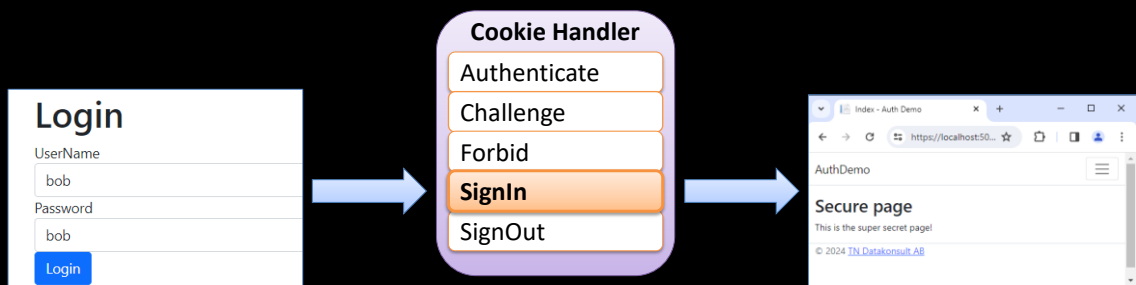 Login
UserName
bob
Password
bob
Login
Cookie Handler
Authenticate
Challenge
Forbid
SignIn
SignOut
Index - Auth Demo
https://localhost:50...
AuthDemo
Secure page
This is the super secret page!
© 2024 TN Datakonsult AB